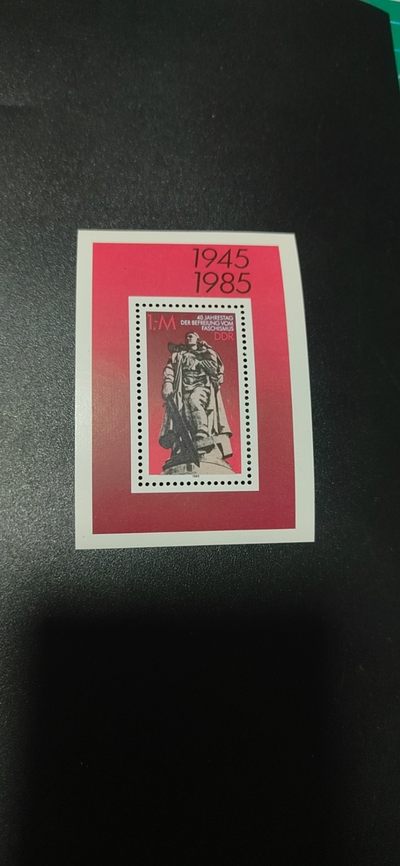 1945
1985
1,-M
40. JAHRESTAG
DER BEFREIUNG VOM
FASCHISMUS
DDR